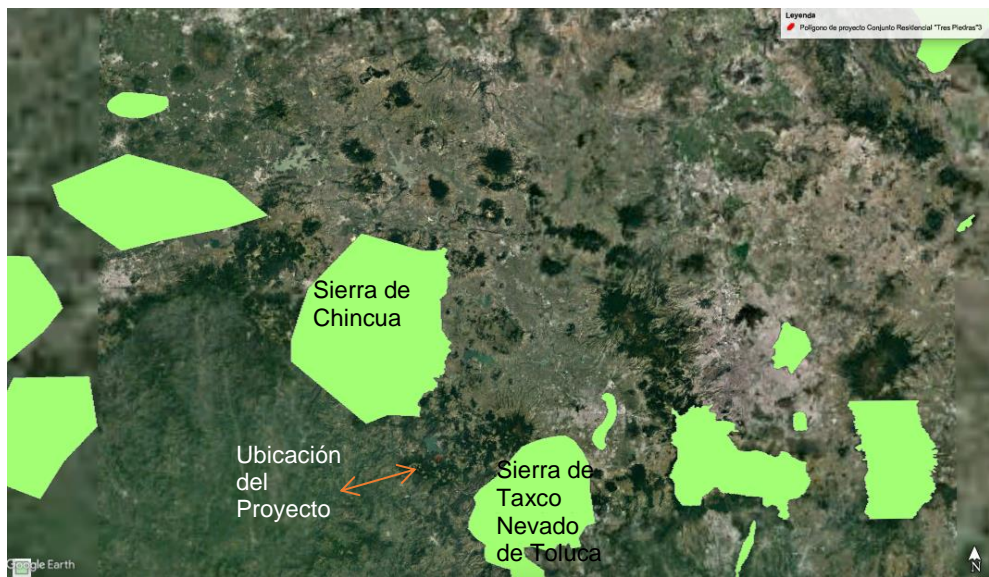 Leyenda
Polígono de proyecto Conjunto Residencial "Tres Piedras"3
Sierra de
Chincua
Ubicación
del
Proyecto
Sierra de
Taxco
Nevado
de Toluca
Google Earth
N